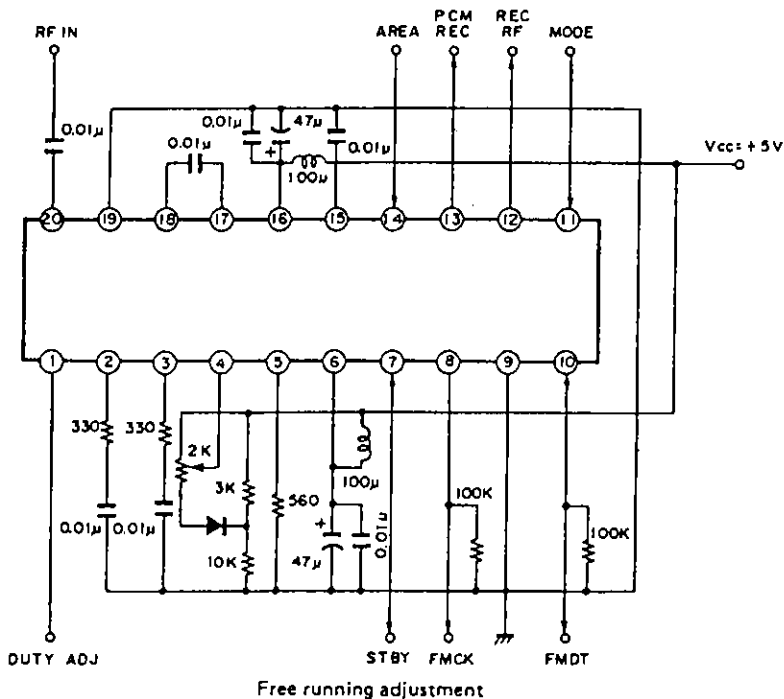 RF IN
AREA
PCM REC
REC RF
MODE
0.01μ
0.01μ
0.01μ
47μ
+
100μ
0.01μ
Vcc=+5V
20
19
18
17
16
15
14
13
12
11
1
2
3
4
5
6
7
8
9
10
330
330
2K
3K
560
100μ
100K
100K
0.01μ
0.01μ
10K
+
47μ
0.01μ
DUTY ADJ
STBY
FMCK
FMDT
Free running adjustment